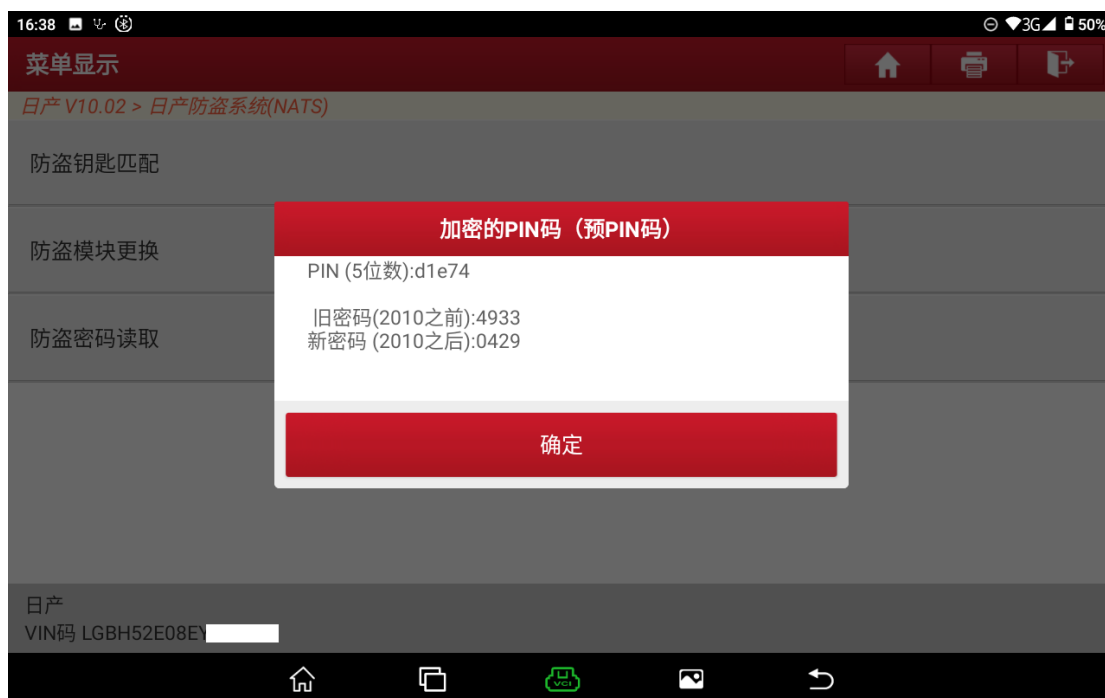 16:38
3G 50%
菜单显示
日产 V10.02 > 日产防盗系统(NATS)
防盗钥匙匹配
防盗模块更换
防盗密码读取
加密的PIN码（预PIN码）
PIN (5位数):d1e74
旧密码(2010之前):4933
新密码 (2010之后):0429
确定
日产
VIN码 LGBH52E08EY
VCI